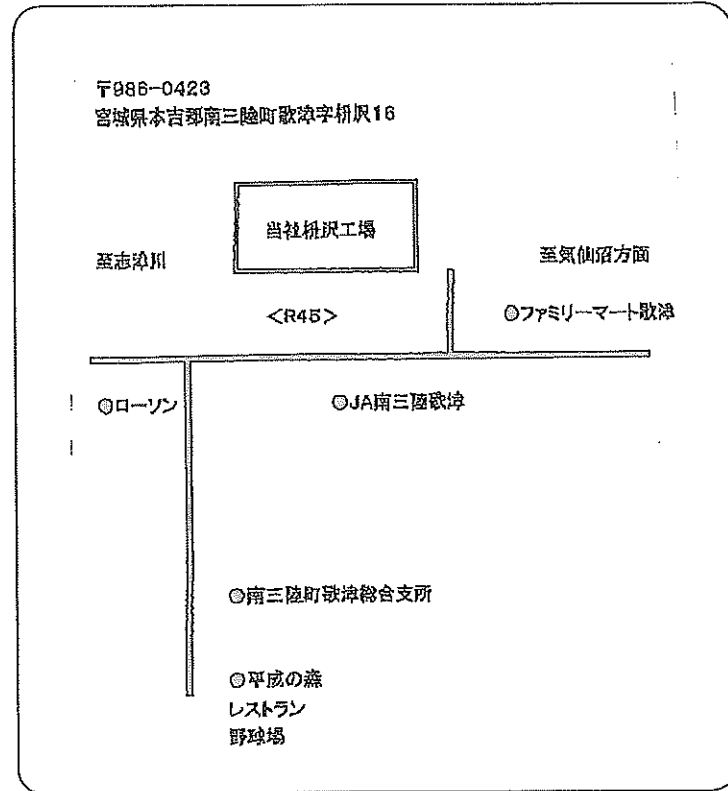 〒986-0423
宮城県本吉郡南三陸町歌津字枡沢16
当社枡沢工場
至志津川
至気仙沼方面
<R45>
◎ファミリーマート歌津
◎ローソン
◎JA南三陸歌津
◎南三陸町歌津総合支所
◎平成の森
レストラン
野球場